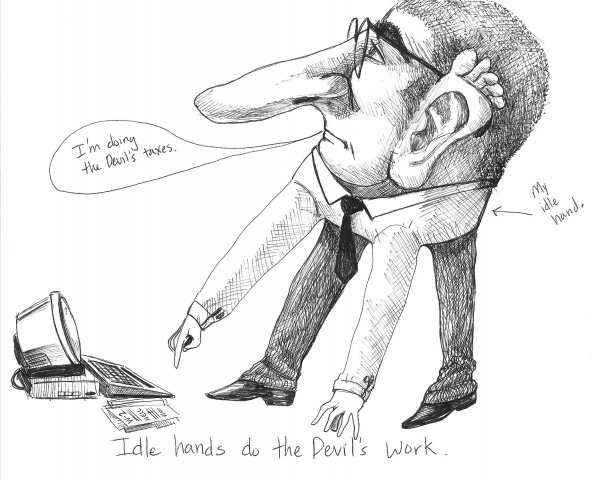 I'm doing
the Devil's taxes.
My
idle
hand.
Idle hands do the Devil's work.